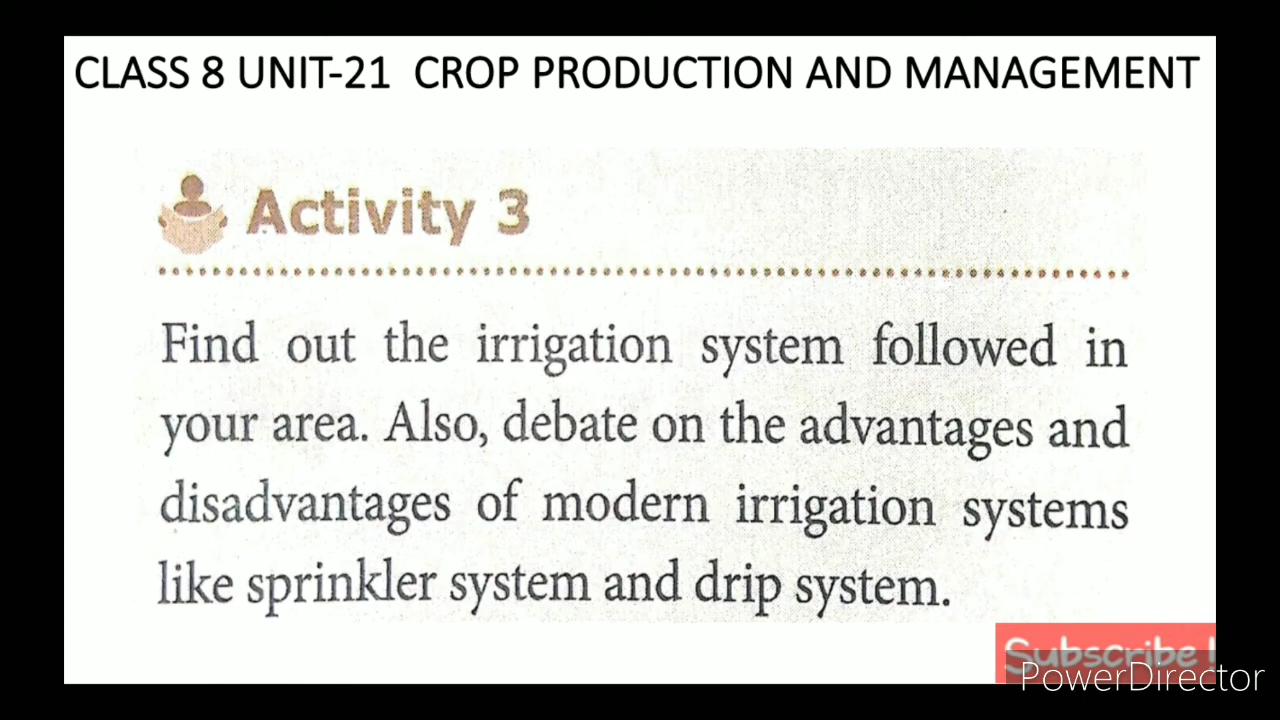 CLASS 8 UNIT-21 CROP PRODUCTION AND MANAGEMENT
Activity 3
Find out the irrigation system followed in
your area. Also, debate on the advantages and
disadvantages of modern irrigation systems
like sprinkler system and drip system.
Subscribe !
PowerDirector